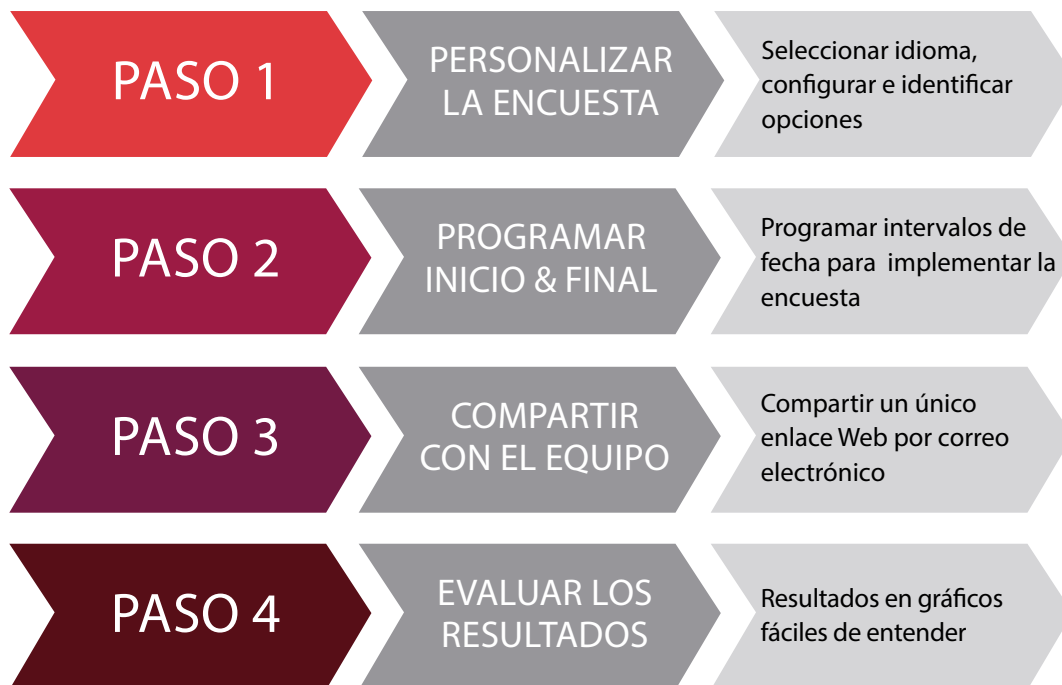 PASO 1
PERSONALIZAR
LA ENCUESTA
Seleccionar idioma,
configurar e identificar
opciones
PASO 2
PROGRAMAR
INICIO & FINAL
Programar intervalos de
fecha para implementar la
encuesta
PASO 3
COMPARTIR
CON EL EQUIPO
Compartir un único
enlace Web por correo
electrónico
PASO 4
EVALUAR LOS
RESULTADOS
Resultados en gráficos
fáciles de entender